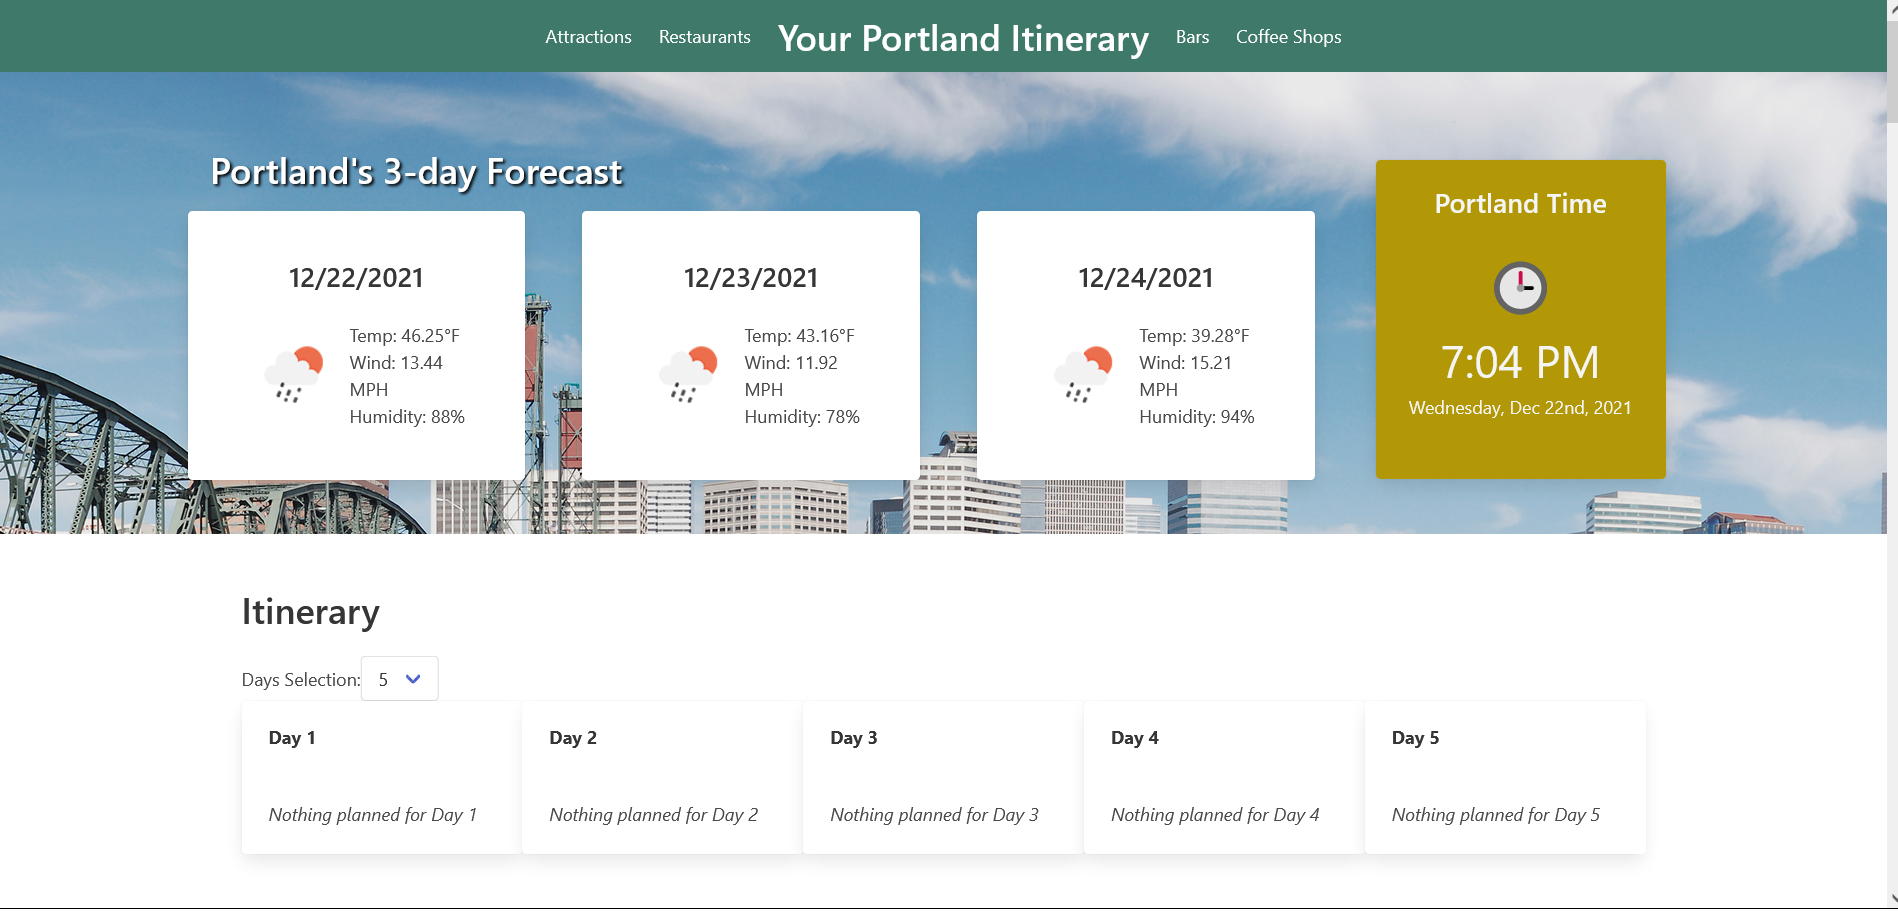 Attractions Restaurants Your Portland Itinerary Bars Coffee Shops
Portland's 3-day Forecast
12/22/2021
Temp: 46.25°F
Wind: 13.44
MPH
Humidity: 88%
12/23/2021
Temp: 43.16°F
Wind: 11.92
MPH
Humidity: 78%
12/24/2021
Temp: 39.28°F
Wind: 15.21
MPH
Humidity: 94%
Portland Time
7:04 PM
Wednesday, Dec 22nd, 2021
Itinerary
Days Selection: 5
Day 1
Nothing planned for Day 1
Day 2
Nothing planned for Day 2
Day 3
Nothing planned for Day 3
Day 4
Nothing planned for Day 4
Day 5
Nothing planned for Day 5